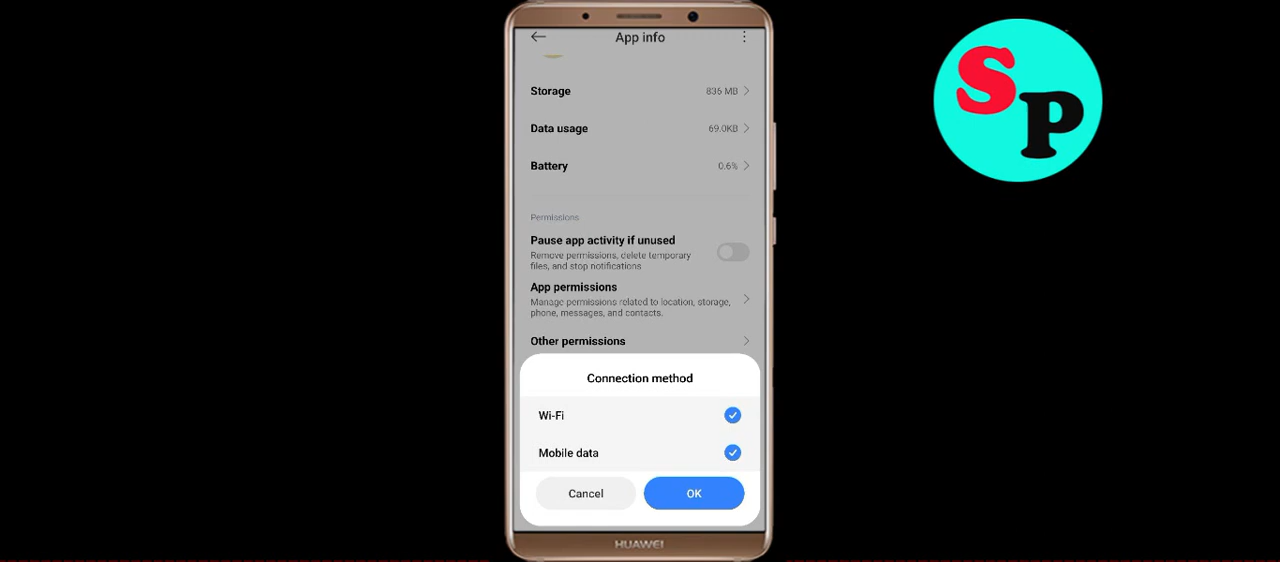 App info
Storage
836 MB
Data usage
69.0KB
Battery
0.6%
Permissions
Pause app activity if unused
Remove permissions, delete temporary
files, and stop notifications
App permissions
Manage permissions related to location, storage,
phone, messages, and contacts.
Other permissions
Connection method
Wi-Fi
Mobile data
Cancel
OK
HUAWEI
SP